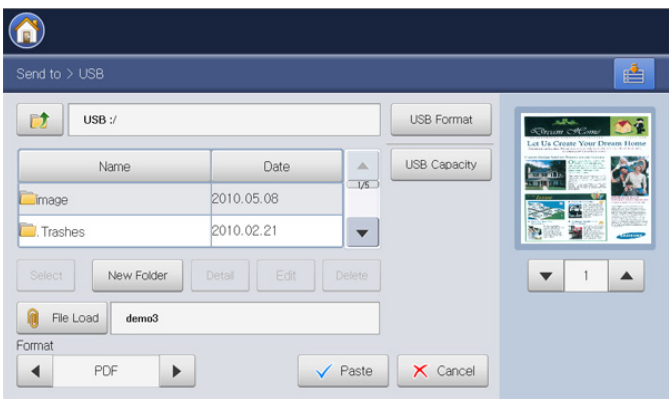 Send to > USB
USB :/
USB Format
Name Date
USB Capacity
1/5
image 2010.05.08
. Trashes 2010.02.21
Select New Folder Detail Edit Delete
File Load demo3
Format
PDF
Paste Cancel
Dream Home
Let Us Create Your Dream Home
SAMSUNG
1